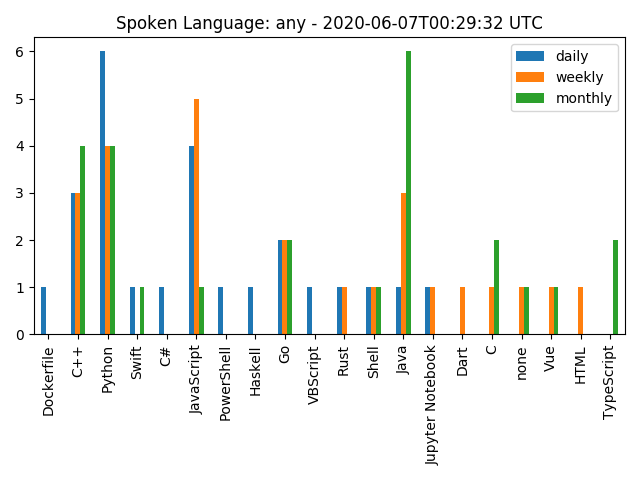 Spoken Language: any - 2020-06-07T00:29:32 UTC
daily
weekly
monthly
6
5
4
3
2
1
0
Dockerfile
C++
Python
Swift
C#
JavaScript
PowerShell
Haskell
Go
VBScript
Rust
Shell
Java
Jupyter Notebook
Dart
C
none
Vue
HTML
TypeScript